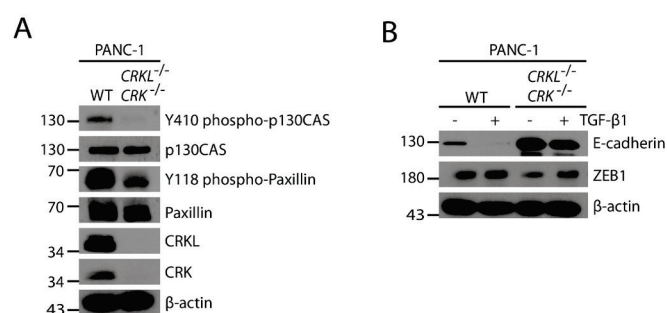 A
PANC-1
CRKL-/-
WT CRK-/-
130 Y410 phospho-p130CAS
130 p130CAS
70 Y118 phospho-Paxillin
70 Paxillin
34 CRKL
34 CRK
43 β-actin
B
PANC-1
CRKL-/-
WT CRK-/-
- + - + TGF-β1
130 E-cadherin
180 ZEB1
43 β-actin